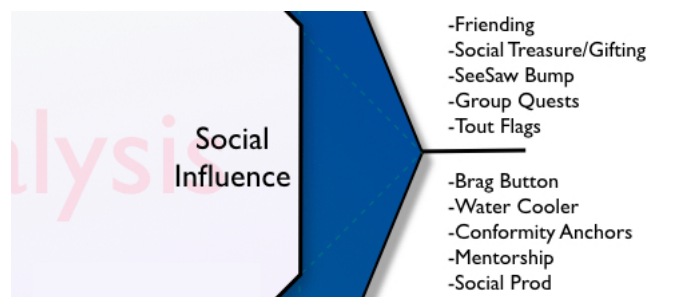 -Friending
-Social Treasure/Gifting
-SeeSaw Bump
-Group Quests
-Tout Flags
Social
Influence
alysis
-Brag Button
-Water Cooler
-Conformity Anchors
-Mentorship
-Social Prod